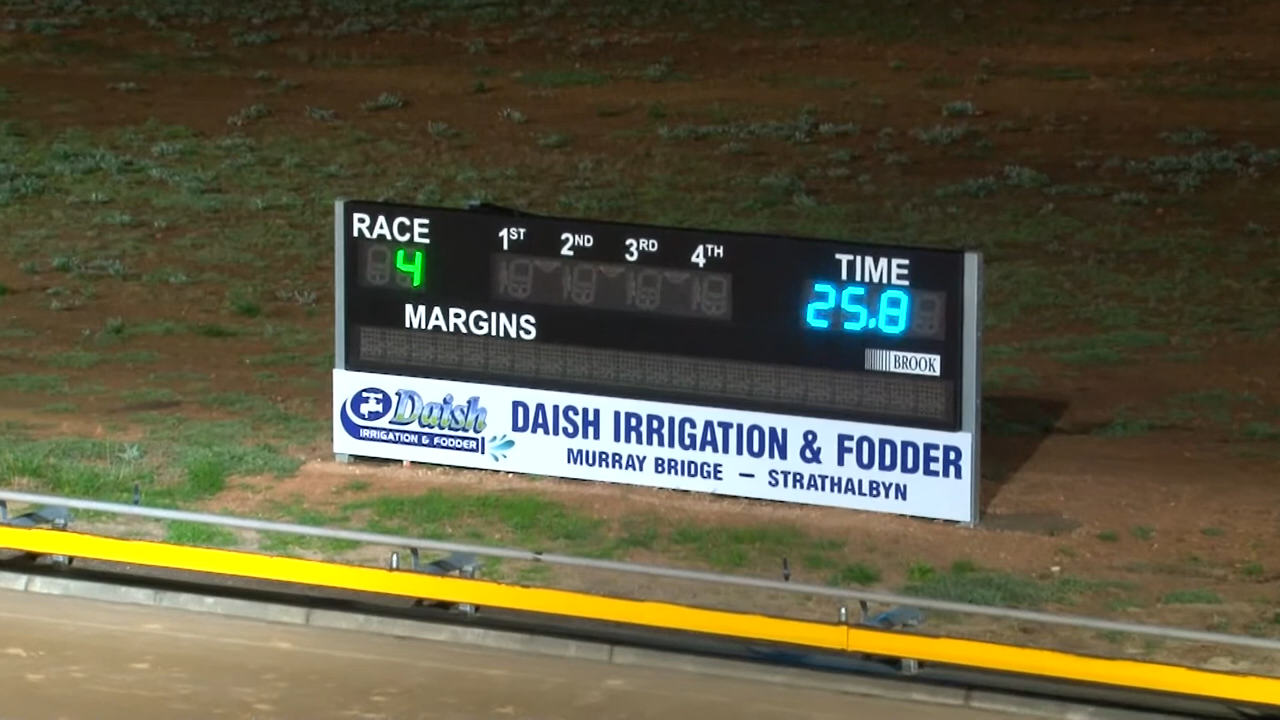 RACE 1ST 2ND 3RD 4TH TIME
4 25.8
MARGINS
BROOK
Daish
IRRIGATION & FODDER
DAISH IRRIGATION & FODDER
MURRAY BRIDGE – STRATHALBYN